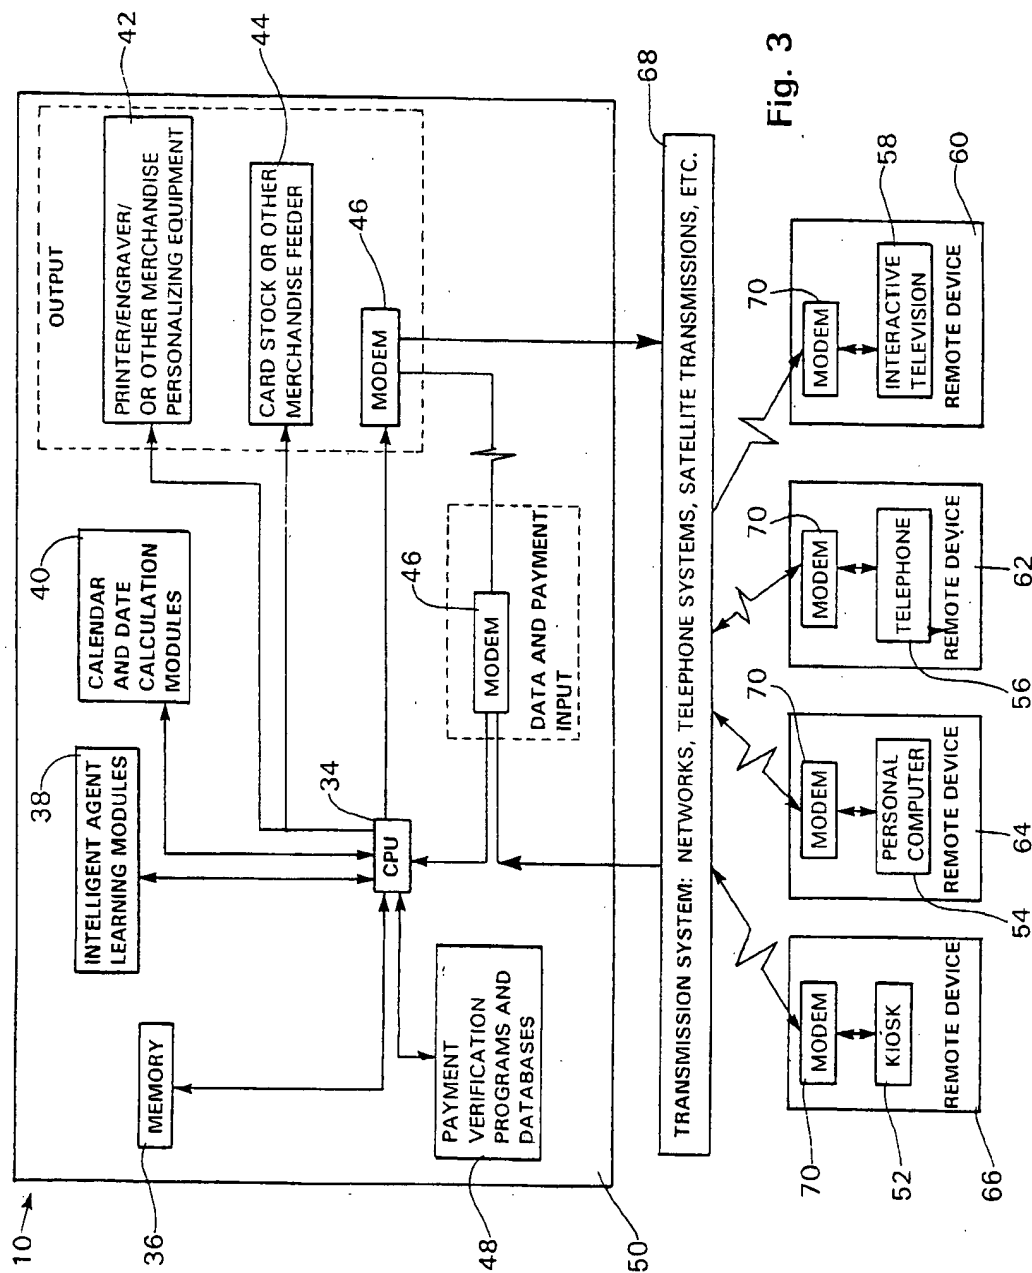 10
36
MEMORY
38
INTELLIGENT AGENT
LEARNING MODULES
40
CALENDAR
AND DATE
CALCULATION
MODULES
OUTPUT
42
PRINTER/ENGRAVER/
OR OTHER MERCHANDISE
PERSONALIZING EQUIPMENT
44
CARD STOCK OR OTHER
MERCHANDISE FEEDER
46
MODEM
34
CPU
48
PAYMENT
VERIFICATION
PROGRAMS AND
DATABASES
46
MODEM
DATA AND PAYMENT
INPUT
50
68
TRANSMISSION SYSTEM: NETWORKS, TELEPHONE SYSTEMS, SATELLITE TRANSMISSIONS, ETC.
70
MODEM
52
KIOSK
REMOTE DEVICE
66
70
MODEM
54
PERSONAL
COMPUTER
REMOTE DEVICE
64
70
MODEM
56
TELEPHONE
REMOTE DEVICE
62
70
MODEM
58
INTERACTIVE
TELEVISION
REMOTE DEVICE
60
Fig. 3